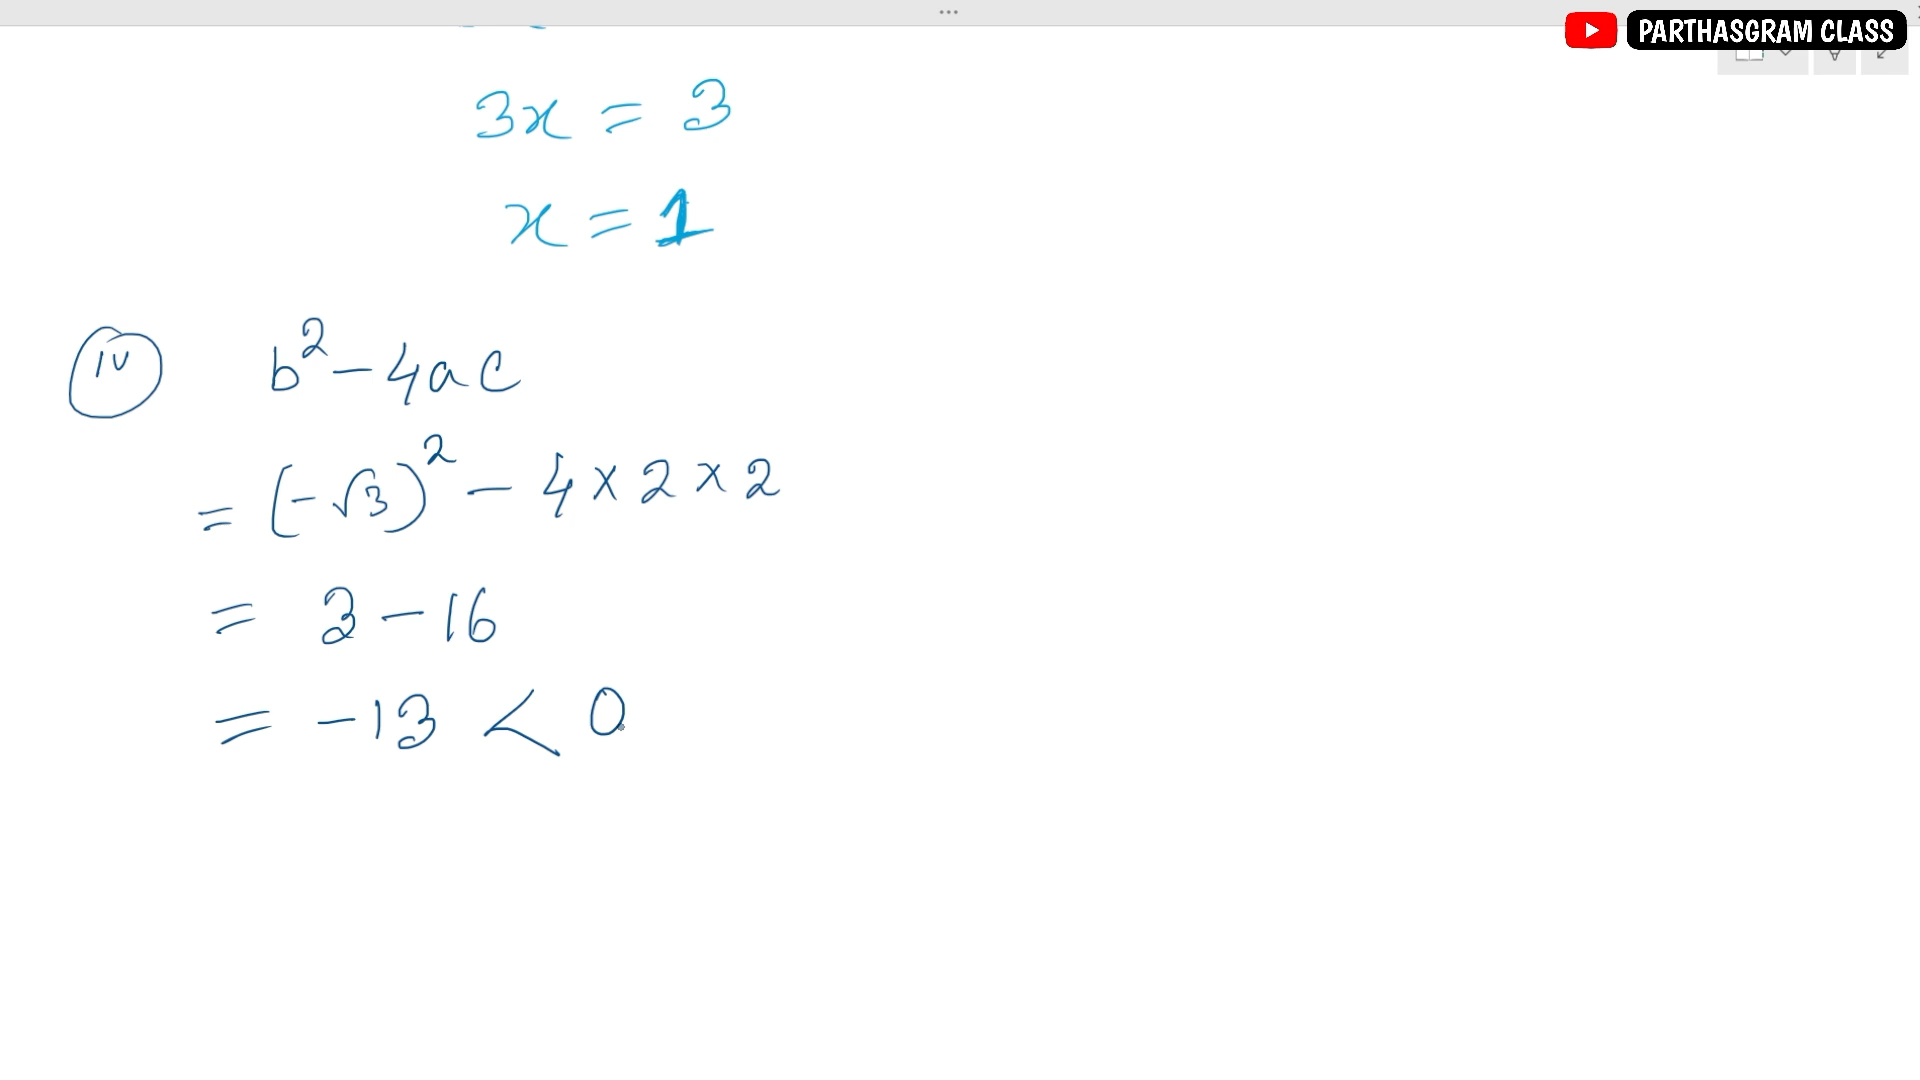 PARTHASGRAM CLASS
3x = 3
x = 1
IV b² - 4ac
= (-√3)² - 4 × 2 × 2
= 3 - 16
= -13 < 0